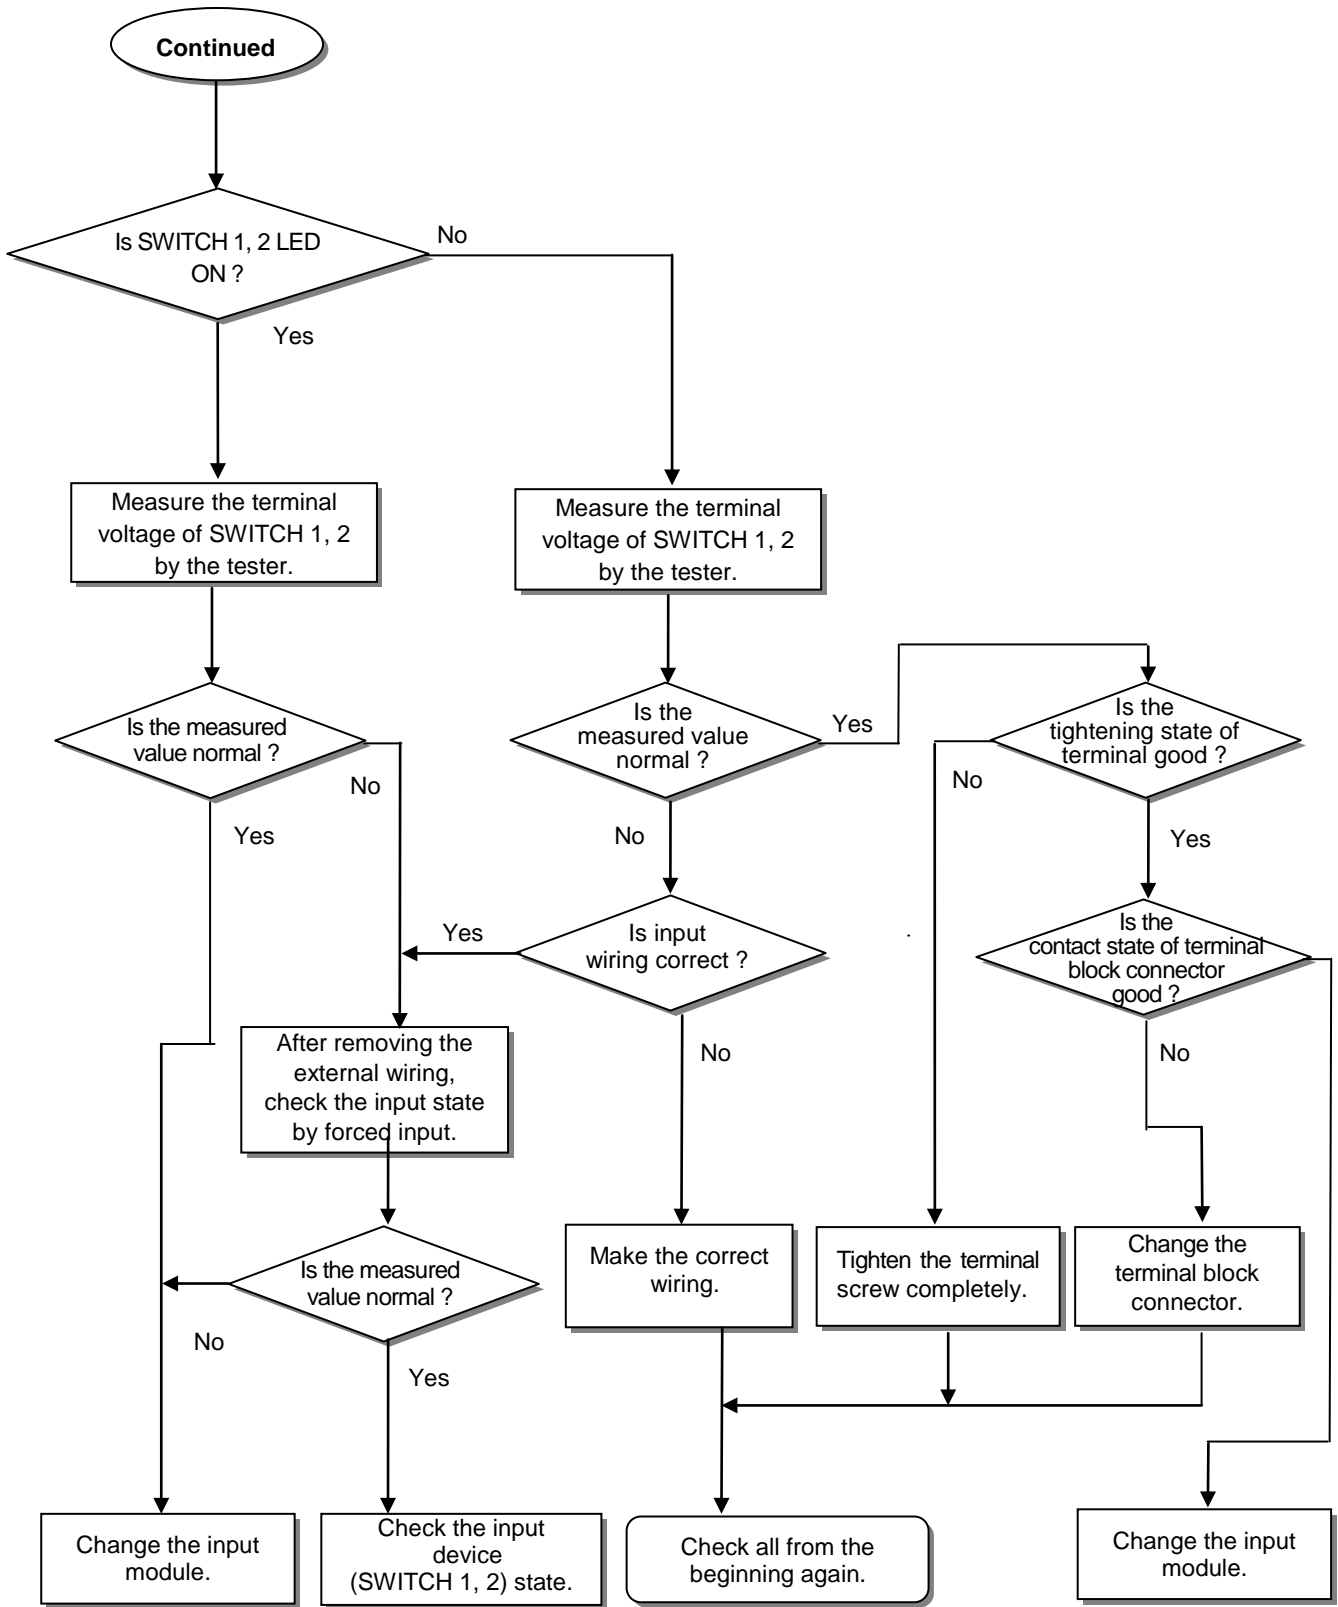 Continued
Is SWITCH 1, 2 LED
ON ?
No
Yes
Measure the terminal
voltage of SWITCH 1, 2
by the tester.
Measure the terminal
voltage of SWITCH 1, 2
by the tester.
Is the measured
value normal ?
No
Yes
Is the
measured value
normal ?
Yes
No
Is the
tightening state of
terminal good ?
No
Yes
Is input
wiring correct ?
Yes
No
Is the
contact state of terminal
block connector
good ?
No
After removing the
external wiring,
check the input state
by forced input.
Is the measured
value normal ?
No
Yes
Make the correct
wiring.
Tighten the terminal
screw completely.
Change the
terminal block
connector.
Change the input
module.
Check the input
device
(SWITCH 1, 2) state.
Check all from the
beginning again.
Change the input
module.